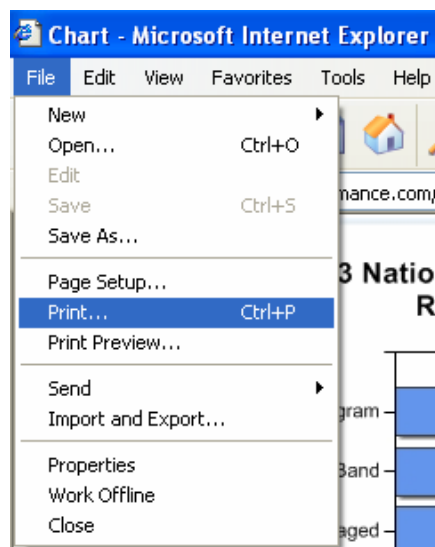 Chart - Microsoft Internet Explorer
File Edit View Favorites Tools Help
New
Open... Ctrl+O
Edit
Save Ctrl+S
Save As...
mance.com/
Page Setup...
3 Natio
Print... Ctrl+P
R
Print Preview...
Send
gram
Import and Export...
Properties
Band
Work Offline
Close
aged